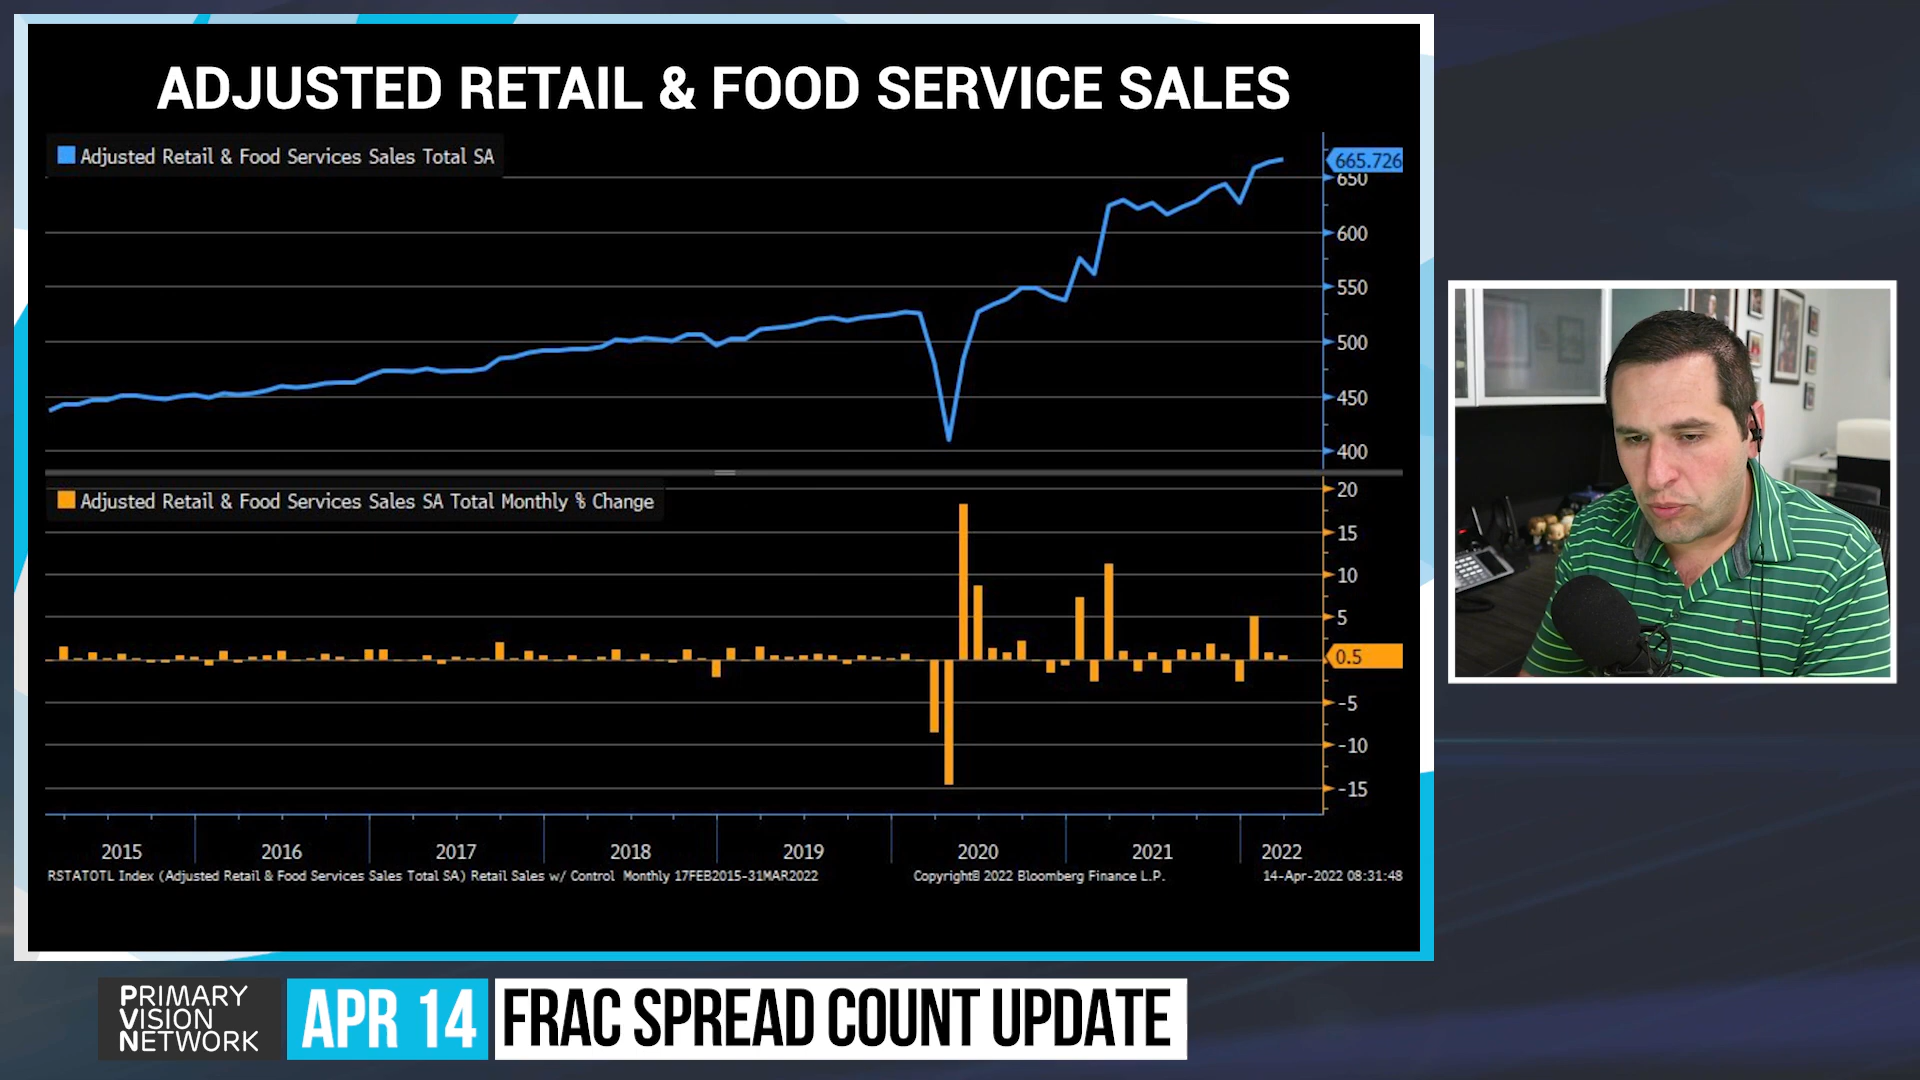 ADJUSTED RETAIL & FOOD SERVICE SALES
Adjusted Retail & Food Services Sales Total SA
665.726
650
600
550
500
450
400
Adjusted Retail & Food Services Sales SA Total Monthly % Change
20
15
10
5
0.5
-5
-10
-15
2015 2016 2017 2018 2019 2020 2021 2022
RSTATOTL Index (Adjusted Retail & Food Services Sales Total SA) Retail Sales w/ Control Monthly 17FEB2015-31MAR2022 Copyright© 2022 Bloomberg Finance L.P. 14-Apr-2022 08:31:48
PRIMARY
VISION
NETWORK
APR 14 FRAC SPREAD COUNT UPDATE